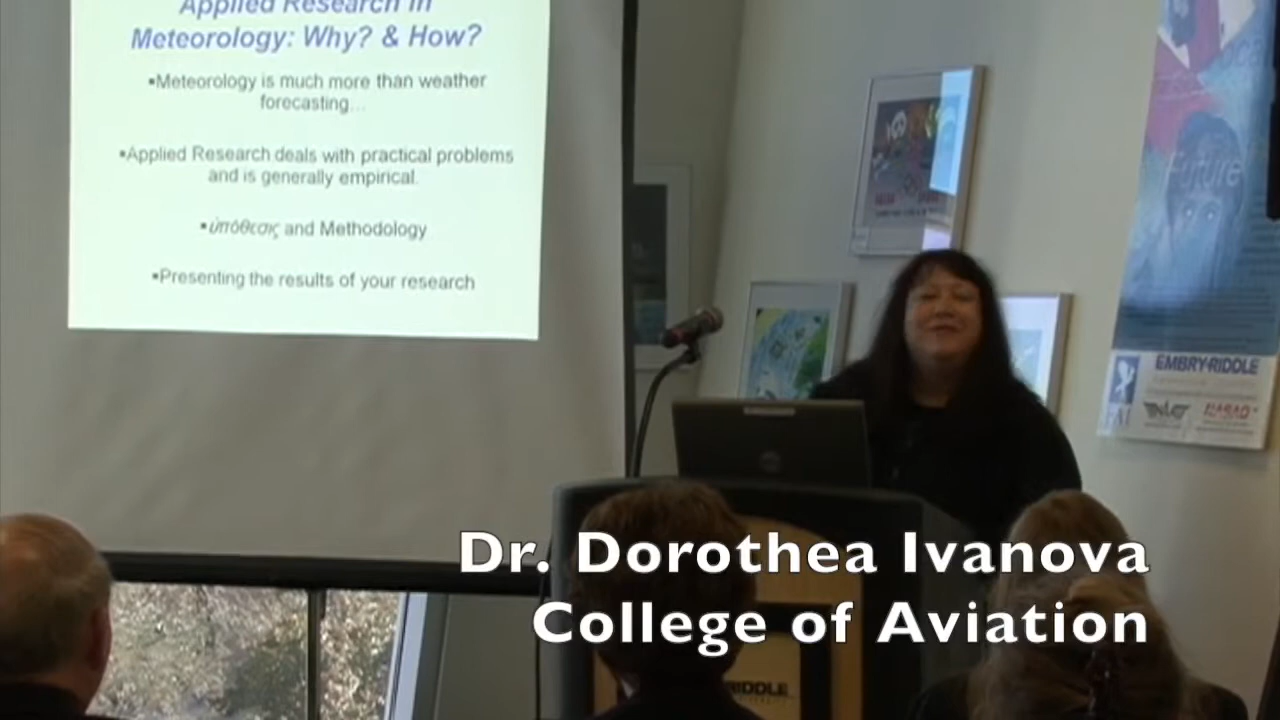 Applied Research in
Meteorology: Why? & How?
▪Meteorology is much more than weather
forecasting...
▪Applied Research deals with practical problems
and is generally empirical.
▪ὑπόθεσις and Methodology
▪Presenting the results of your research
Future
EMBRY-RIDDLE
Dr. Dorothea Ivanova
College of Aviation
RIDDLE